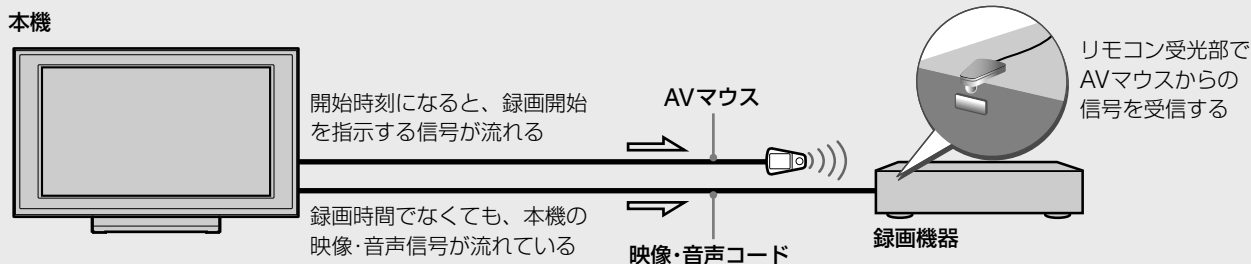 本機
開始時刻になると、録画開始
を指示する信号が流れる
AVマウス
リモコン受光部で
AVマウスからの
信号を受信する
録画時間でなくても、本機の
映像・音声信号が流れている
映像・音声コード
録画機器